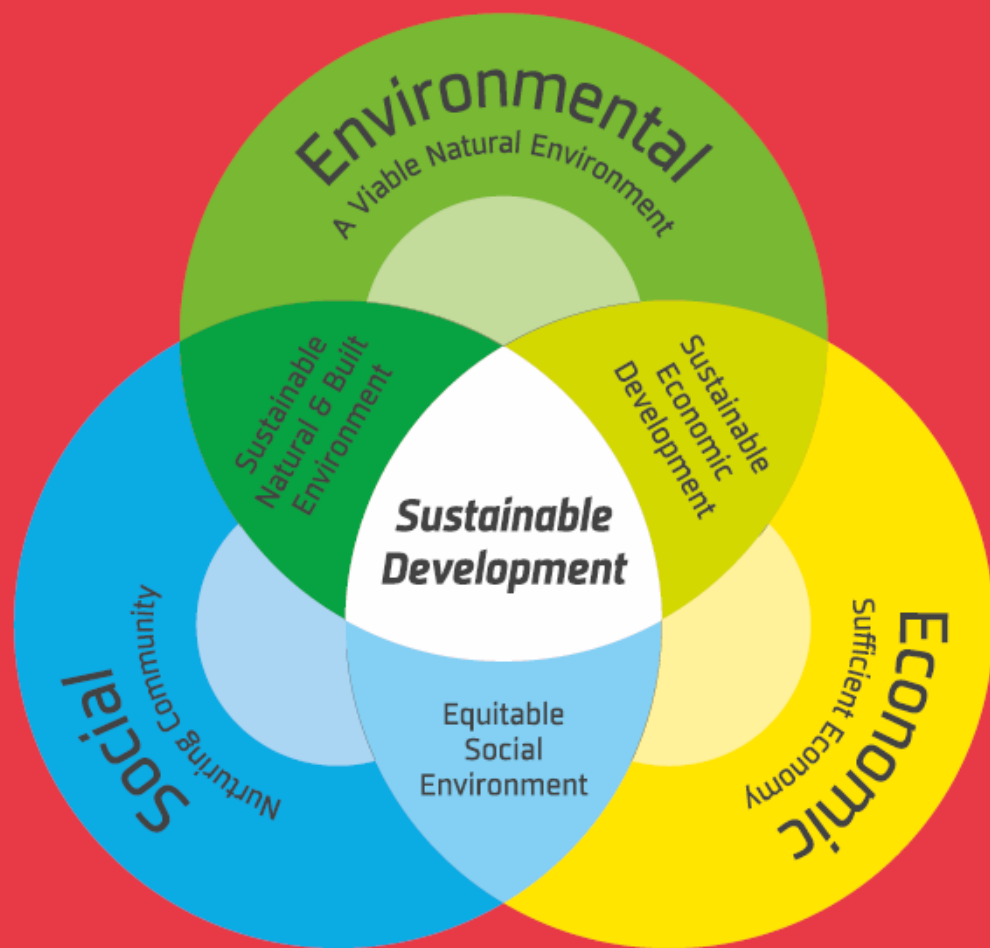 Environmental
A Viable Natural Environment
Sustainable
Natural & Built
Environment
Sustainable
Economic
Development
Sustainable
Development
Social
Nurturing Community
Equitable
Social
Environment
Economic
Sufficient Economy